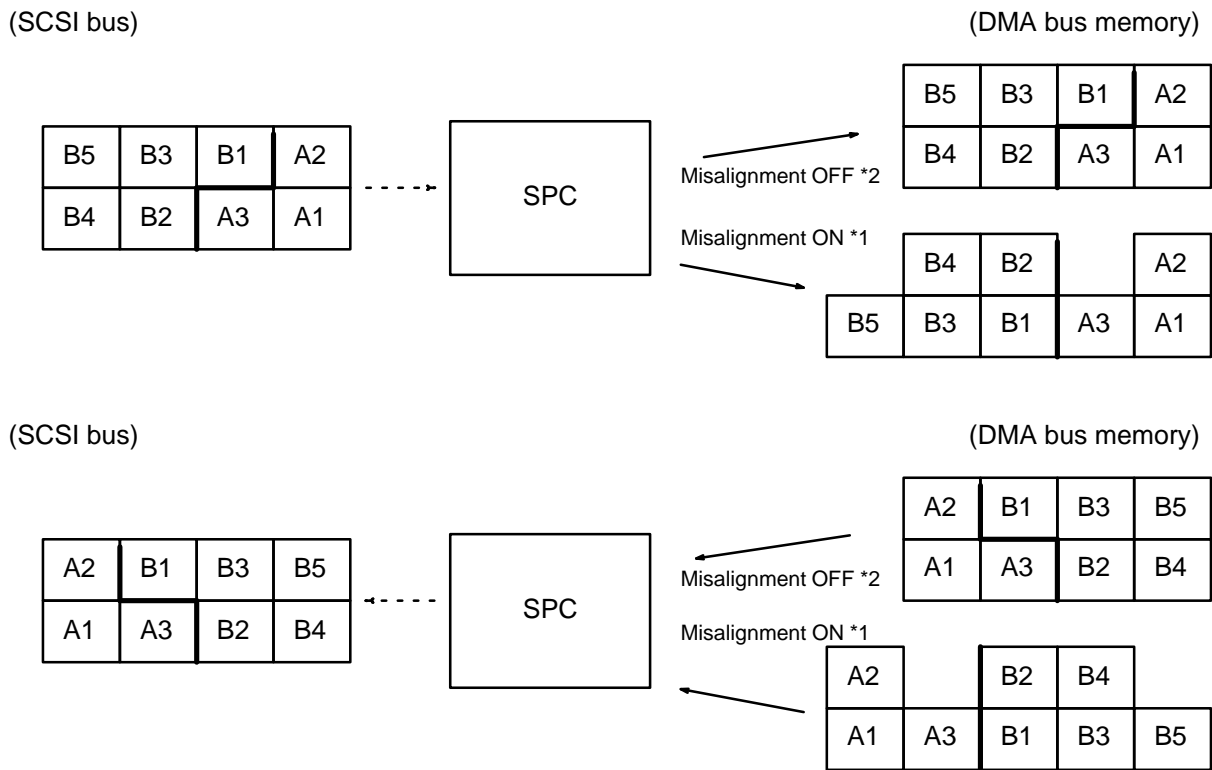 (SCSI bus) (DMA bus memory)
B5 B3 B1 A2
B4 B2 A3 A1
SPC
Misalignment OFF *2
Misalignment ON *1
B5 B3 B1 A2
B4 B2 A3 A1
B4 B2 A2
B5 B3 B1 A3 A1
(SCSI bus) (DMA bus memory)
A2 B1 B3 B5
A1 A3 B2 B4
SPC
Misalignment OFF *2
Misalignment ON *1
A2 B1 B3 B5
A1 A3 B2 B4
A2 B2 B4
A1 A3 B1 B3 B5